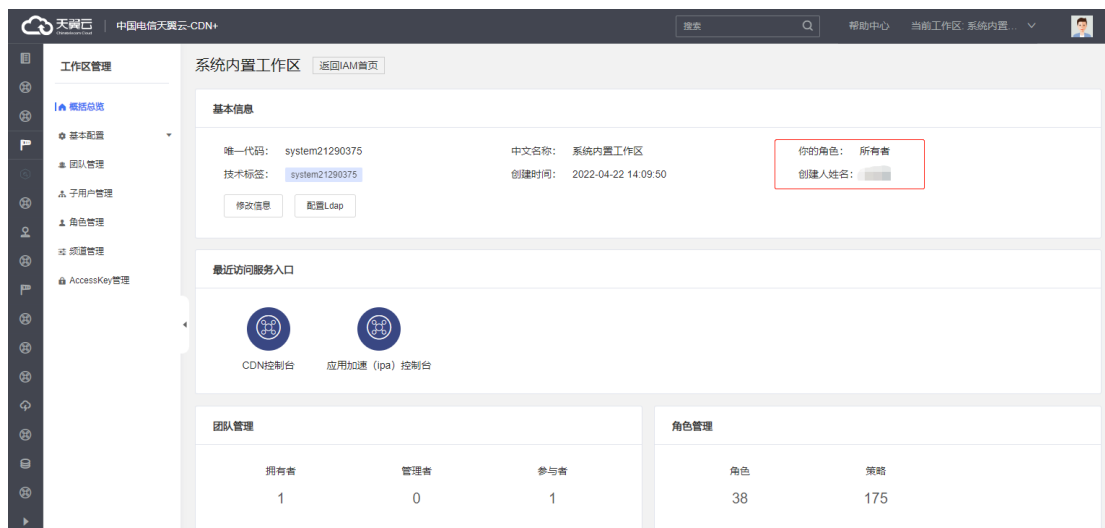 天翼云 中国电信天翼云-CDN+ 搜索 帮助中心 当前工作区: 系统内置...
工作区管理
概括总览
基本配置
团队管理
子用户管理
角色管理
频道管理
AccessKey管理
系统内置工作区 返回IAM首页
基本信息
唯一代码: system21290375 中文名称: 系统内置工作区 你的角色: 所有者
技术标签: system21290375 创建时间: 2022-04-22 14:09:50 创建人姓名:
修改信息 配置Ldap
最近访问服务入口
CDN控制台 应用加速（ipa）控制台
团队管理 角色管理
拥有者 管理者 参与者 角色 策略
1 0 1 38 175